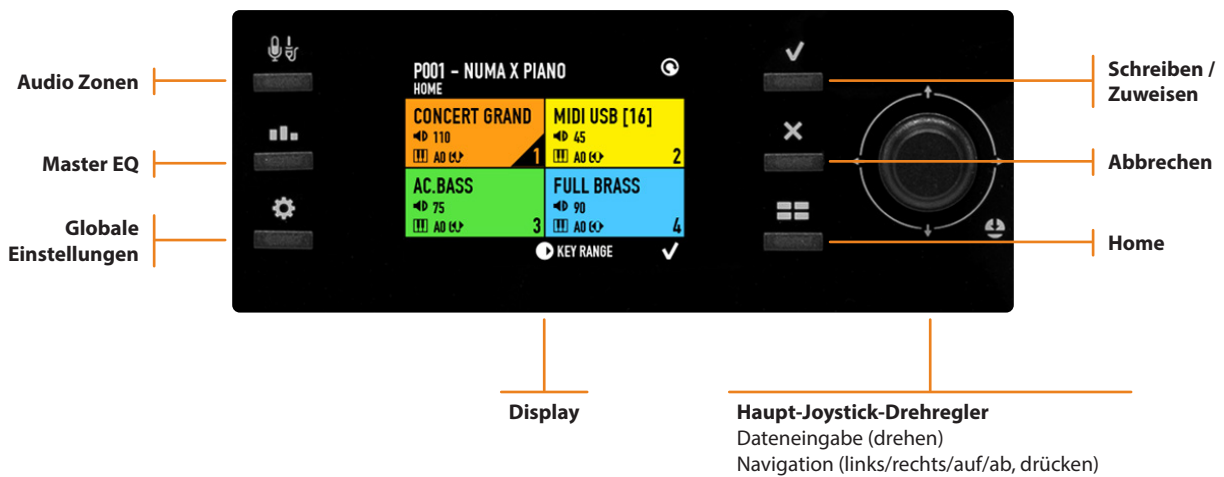 Audio Zonen
Master EQ
Globale
Einstellungen
P001 - NUMA X PIANO
HOME
CONCERT GRAND
110
A0
1
MIDI USB [16]
45
A0
2
AC.BASS
75
A0
3
FULL BRASS
90
A0
4
KEY RANGE
Schreiben /
Zuweisen
Abbrechen
Home
Display
Haupt-Joystick-Drehregler
Dateneingabe (drehen)
Navigation (links/rechts/auf/ab, drücken)